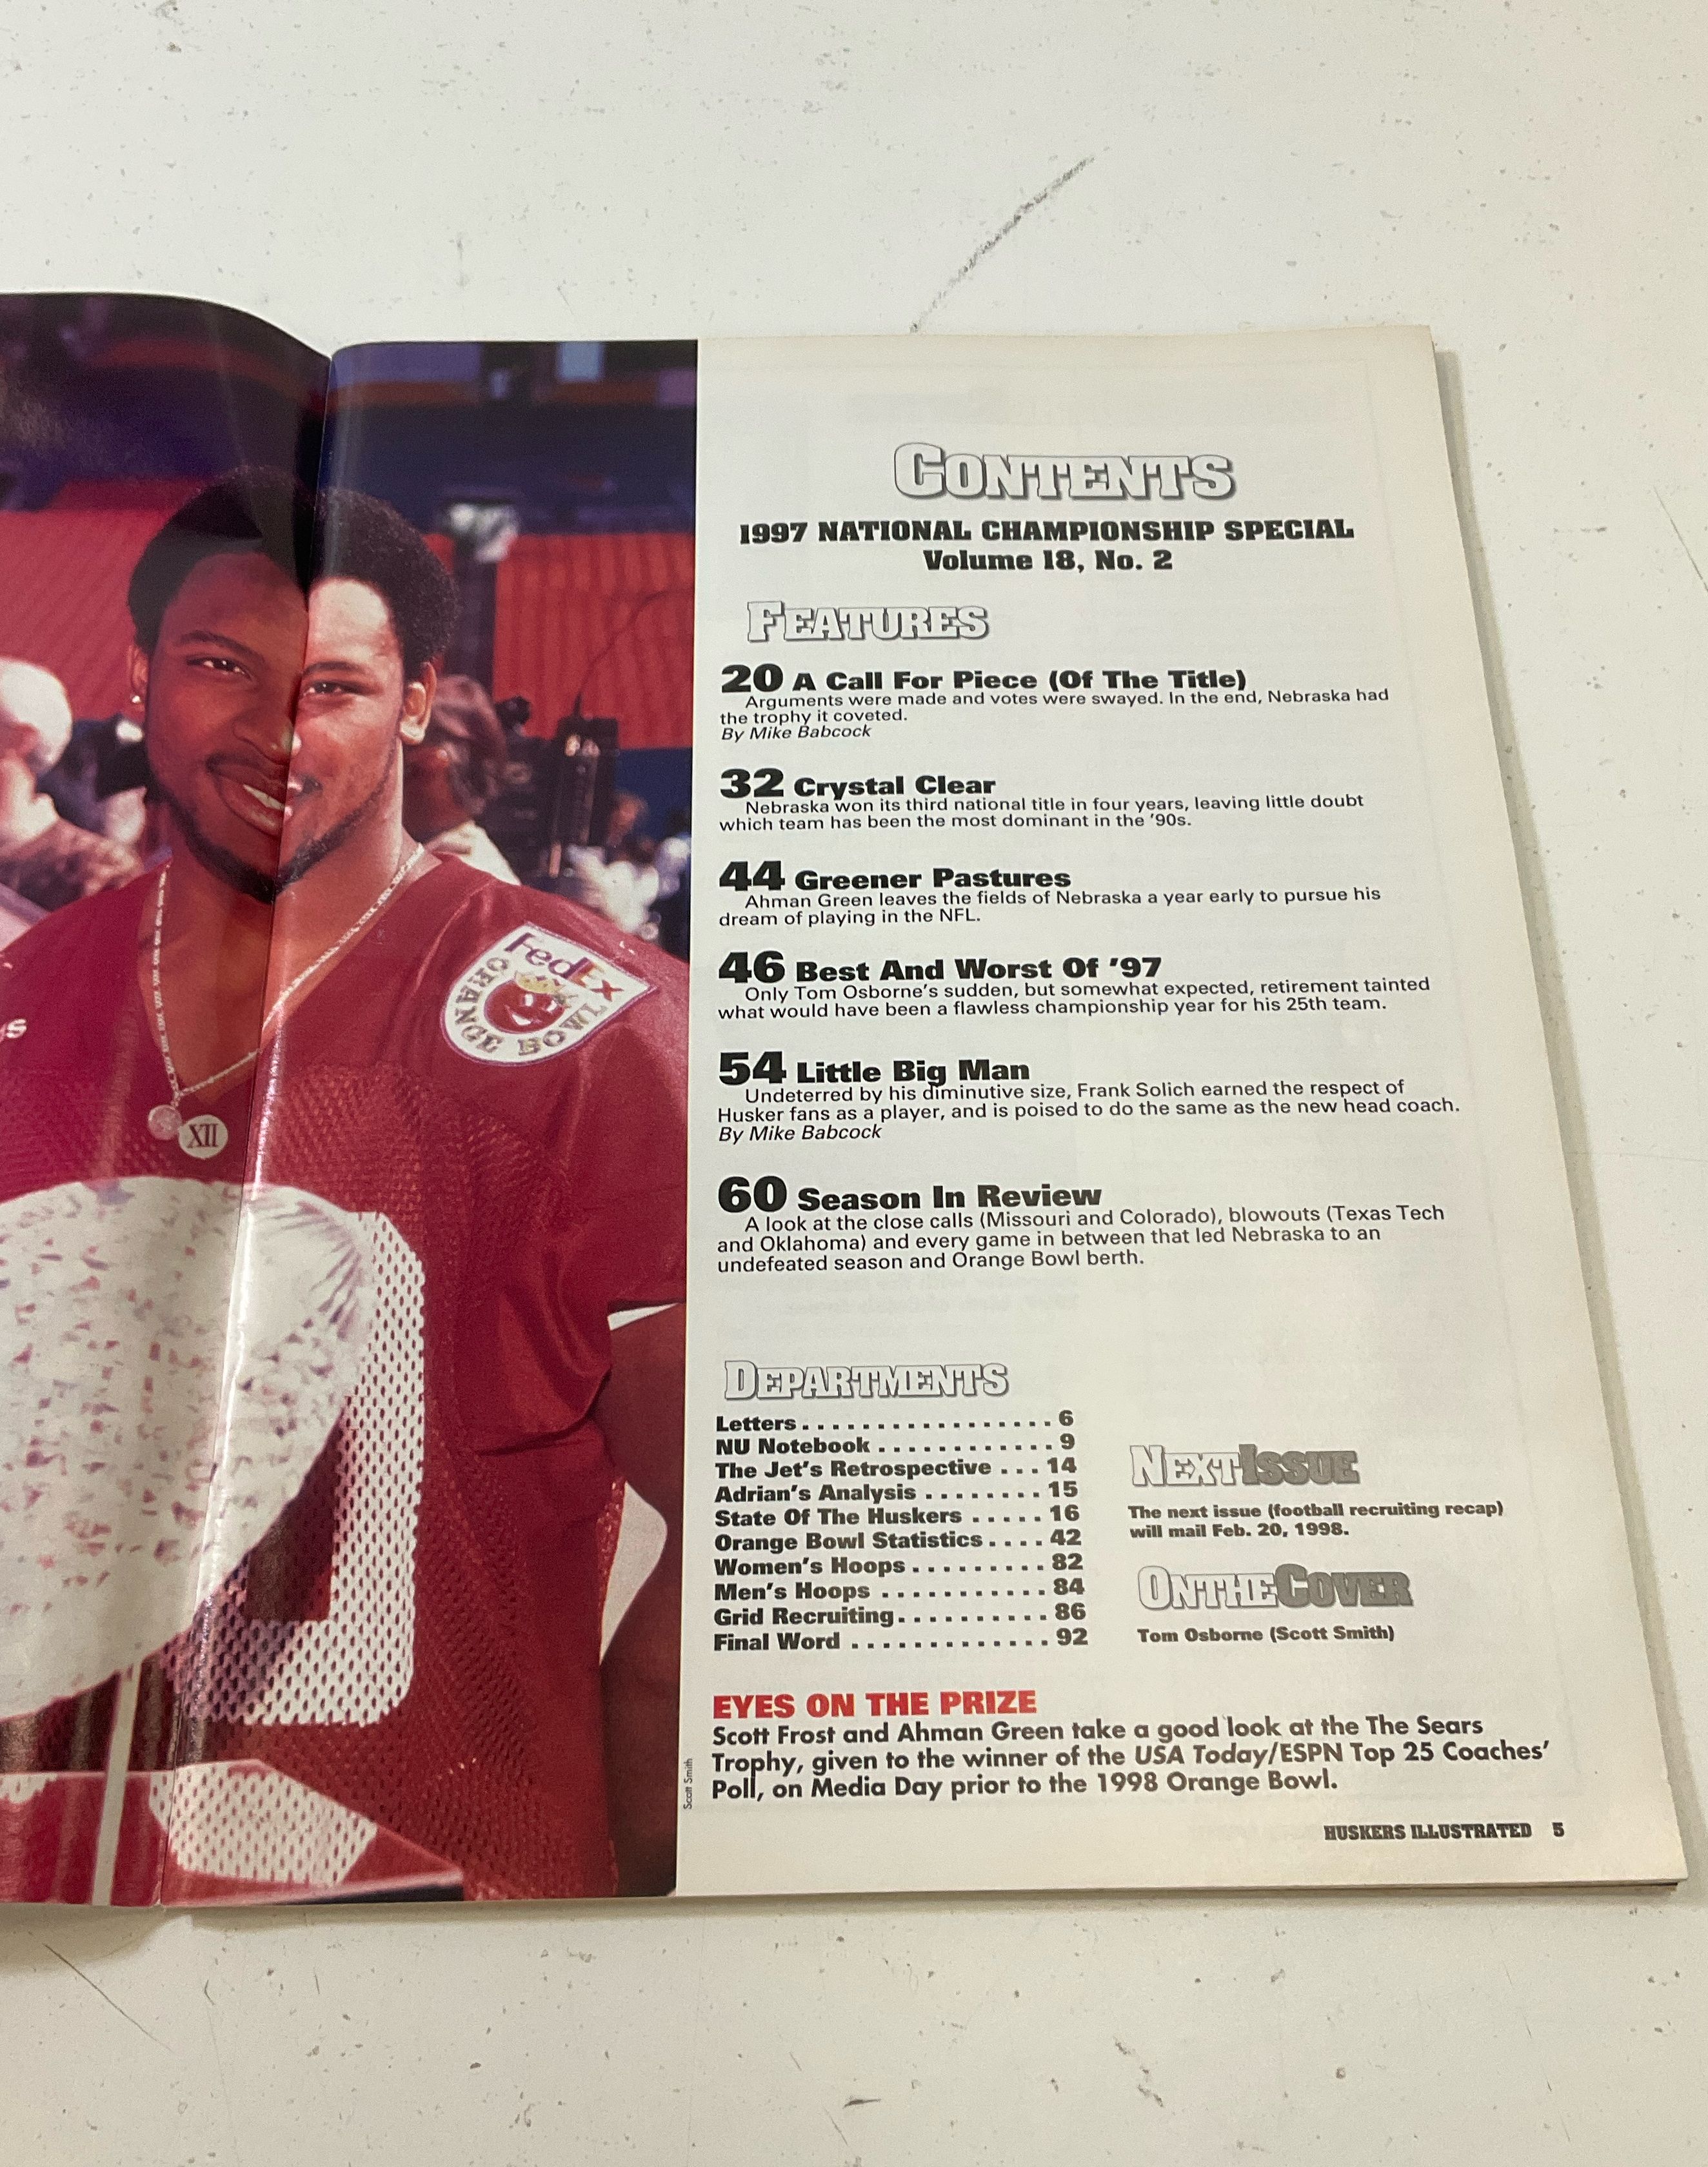 S
XII
FedEx
ORANGE BOWL
CONTENTS
1997 NATIONAL CHAMPIONSHIP SPECIAL
Volume 18, No. 2
FEATURES
20 A Call For Piece (Of The Title)
Arguments were made and votes were swayed. In the end, Nebraska had
the trophy it coveted.
By Mike Babcock
32 Crystal Clear
Nebraska won its third national title in four years, leaving little doubt
which team has been the most dominant in the '90s.
44 Greener Pastures
Ahman Green leaves the fields of Nebraska a year early to pursue his
dream of playing in the NFL.
46 Best And Worst Of '97
Only Tom Osborne's sudden, but somewhat expected, retirement tainted
what would have been a flawless championship year for his 25th team.
54 Little Big Man
Undeterred by his diminutive size, Frank Solich earned the respect of
Husker fans as a player, and is poised to do the same as the new head coach.
By Mike Babcock
60 Season In Review
A look at the close calls (Missouri and Colorado), blowouts (Texas Tech
and Oklahoma) and every game in between that led Nebraska to an
undefeated season and Orange Bowl berth.
DEPARTMENTS
Letters . . . . . . . . . . . . . . . . . 6
NU Notebook . . . . . . . . . . . . 9
The Jet's Retrospective . . . 14
Adrian's Analysis . . . . . . . . 15
State Of The Huskers . . . . . 16
Orange Bowl Statistics . . . . 42
Women's Hoops . . . . . . . . . 82
Men's Hoops . . . . . . . . . . . 84
Grid Recruiting . . . . . . . . . . 86
Final Word . . . . . . . . . . . . . 92
NEXT ISSUE
The next issue (football recruiting recap)
will mail Feb. 20, 1998.
ON THE COVER
Tom Osborne (Scott Smith)
EYES ON THE PRIZE
Scott Frost and Ahman Green take a good look at the The Sears
Trophy, given to the winner of the USA Today/ESPN Top 25 Coaches'
Poll, on Media Day prior to the 1998 Orange Bowl.
Scott Smith
HUSKERS ILLUSTRATED 5